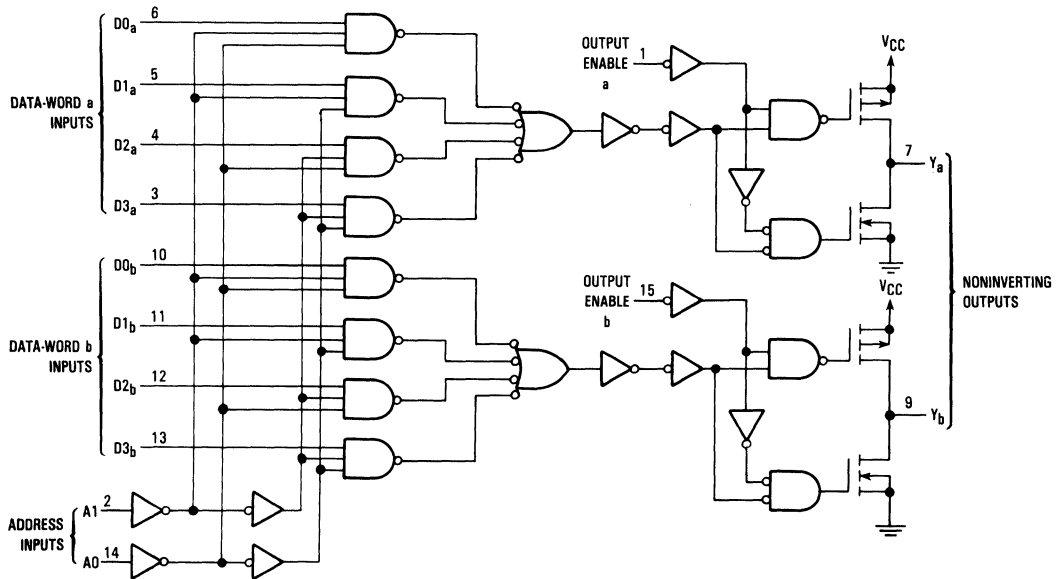 D0a 6
D1a 5
DATA-WORD a
INPUTS
D2a 4
D3a 3
D0b 10
D1b 11
DATA-WORD b
INPUTS
D2b 12
D3b 13
ADDRESS
INPUTS
A1 2
A0 14
OUTPUT
ENABLE
a
1
VCC
7 Ya
OUTPUT
ENABLE
b
15
VCC
9 Yb
NONINVERTING
OUTPUTS